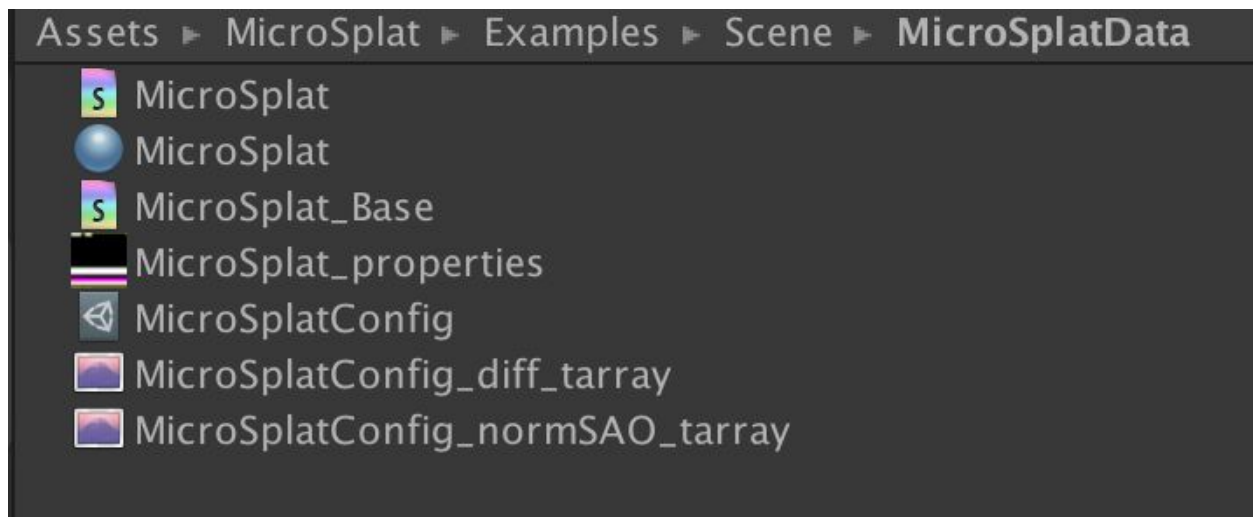 Assets ► MicroSplat ► Examples ► Scene ► MicroSplatData
MicroSplat
MicroSplat
MicroSplat_Base
MicroSplat_properties
MicroSplatConfig
MicroSplatConfig_diff_tarray
MicroSplatConfig_normSAO_tarray